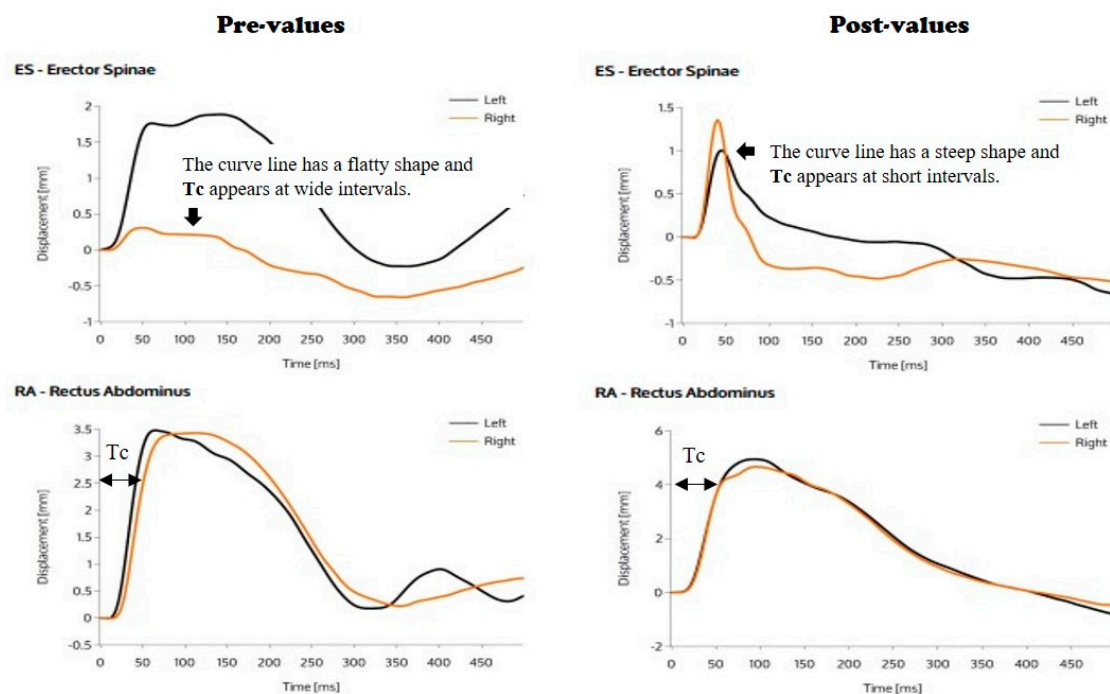 Pre-values
Post-values
ES - Erector Spinae
Left
Right
2
1.5
1
0.5
0
-0.5
-1
Displacement [mm]
The curve line has a flatty shape and
Tc appears at wide intervals.
0 50 100 150 200 250 300 350 400 450
Time [ms]
ES - Erector Spinae
Left
Right
1.5
1
0.5
0
-0.5
-1
Displacement [mm]
The curve line has a steep shape and
Tc appears at short intervals.
0 50 100 150 200 250 300 350 400 450
Time [ms]
RA - Rectus Abdominus
Left
Right
3.5
3
2.5
2
1.5
1
0.5
0
-0.5
Displacement [mm]
Tc
0 50 100 150 200 250 300 350 400 450
Time [ms]
RA - Rectus Abdominus
Left
Right
6
4
2
0
-2
Displacement [mm]
Tc
0 50 100 150 200 250 300 350 400 450
Time [ms]